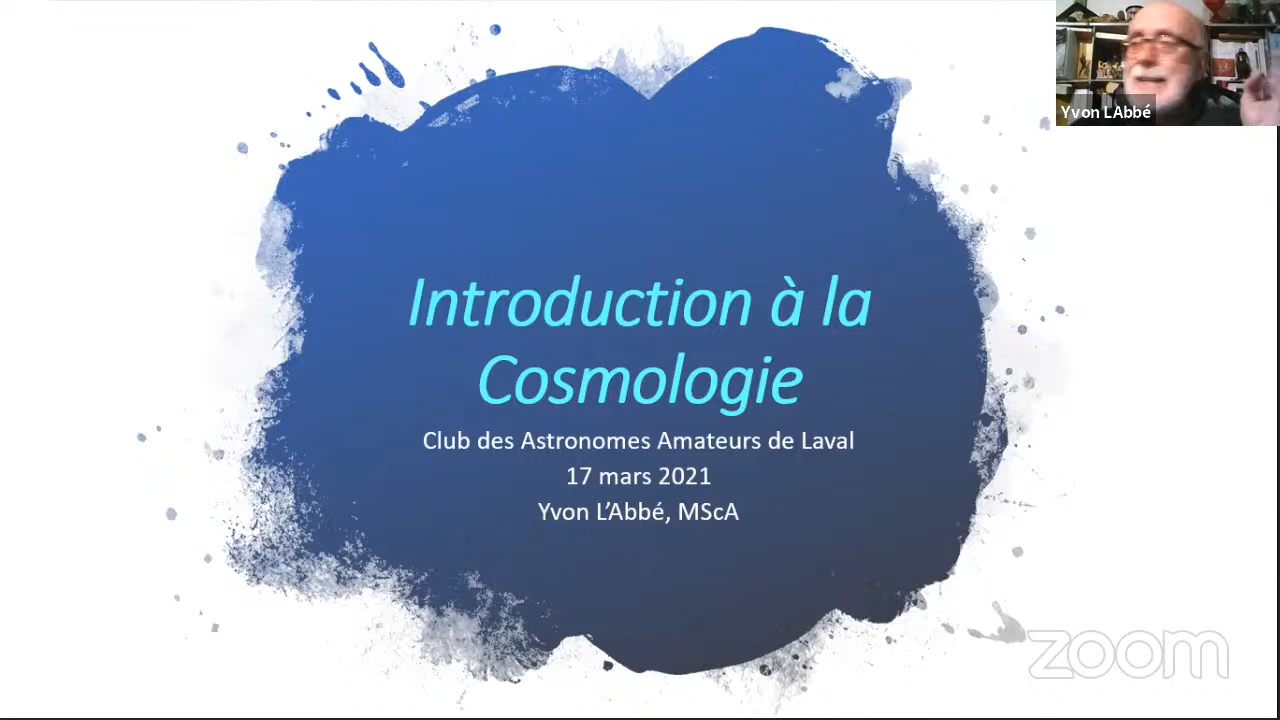 Yvon LAbbé
Introduction à la
Cosmologie
Club des Astronomes Amateurs de Laval
17 mars 2021
Yvon L’Abbé, MScA
zoom